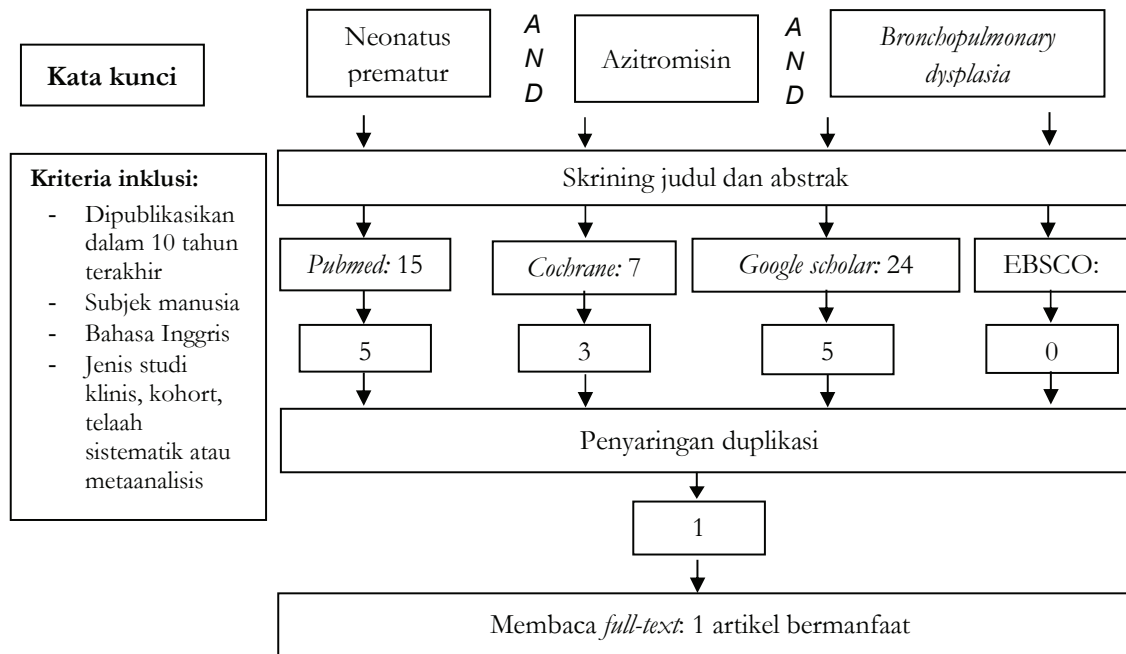 Kata kunci
Neonatus
prematur
A
N
D
Azitromisin
A
N
D
Bronchopulmonary
dysplasia
Kriteria inklusi:
- Dipublikasikan
dalam 10 tahun
terakhir
- Subjek manusia
- Bahasa Inggris
- Jenis studi
klinis, kohort,
telaah
sistematik atau
metaanalisis
Skrining judul dan abstrak
Pubmed: 15
Cochrane: 7
Google scholar: 24
EBSCO:
5
3
5
0
Penyaringan duplikasi
1
Membaca full-text: 1 artikel bermanfaat